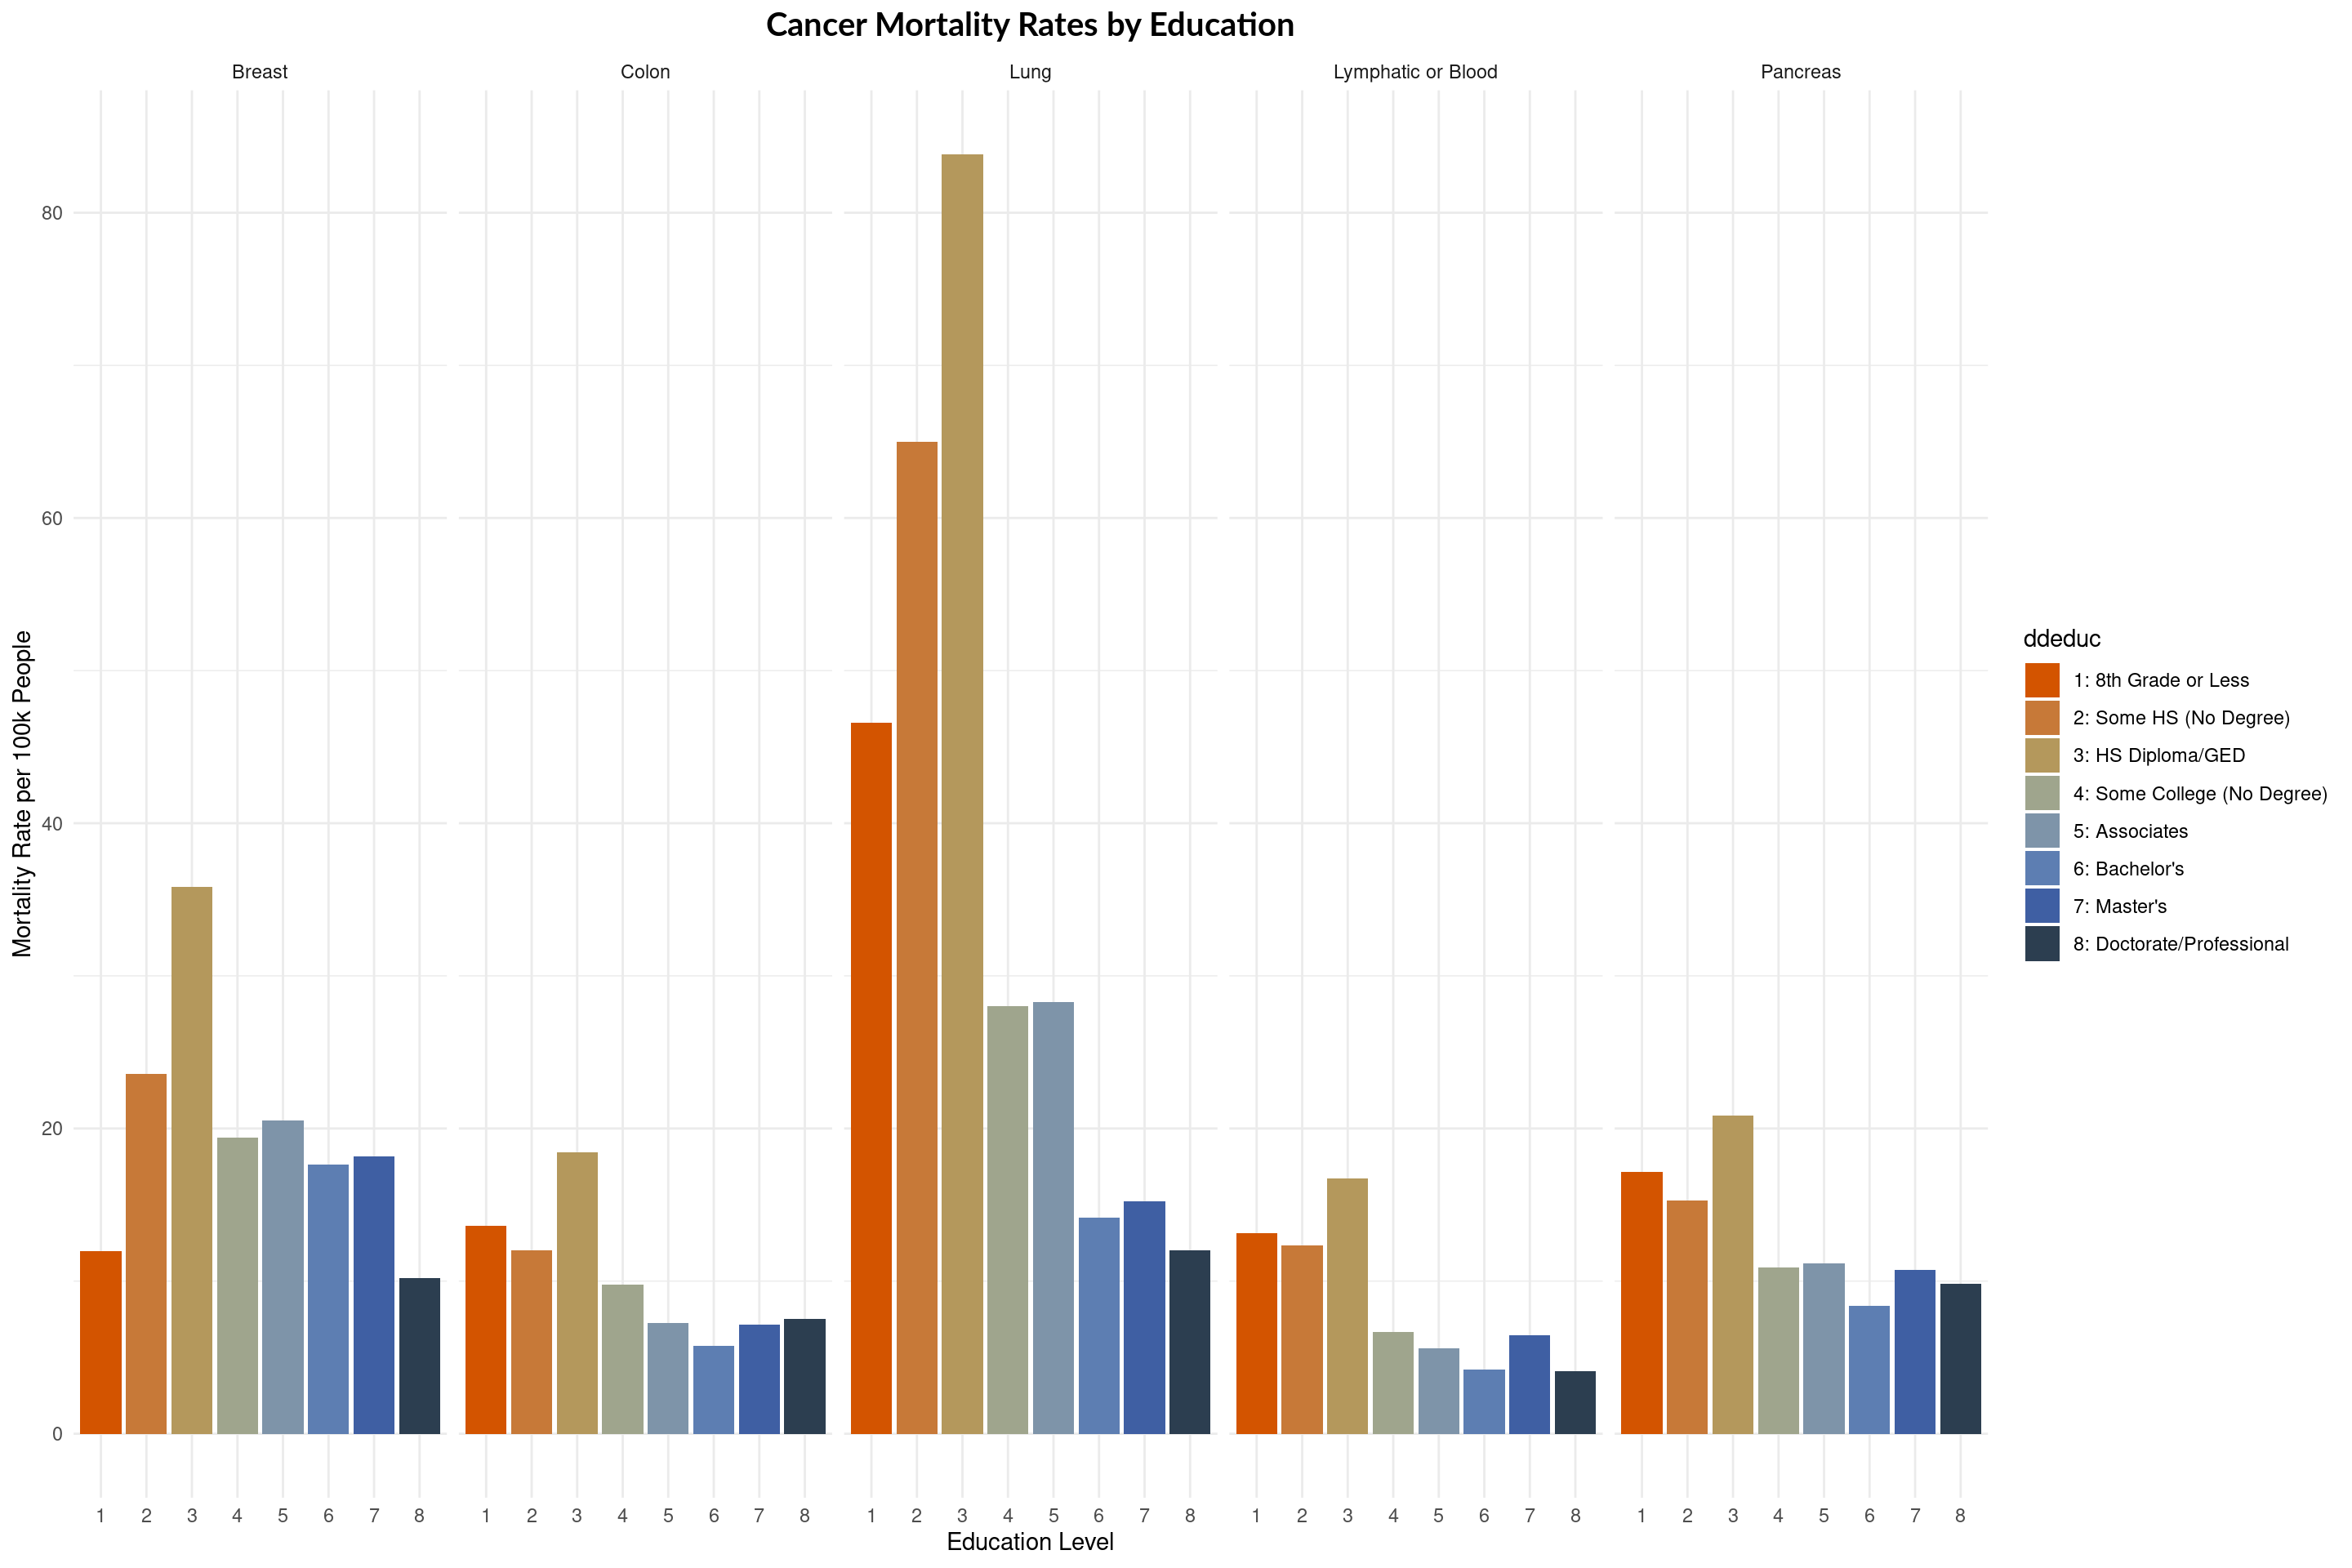 Cancer Mortality Rates by Education
Breast Colon Lung Lymphatic or Blood Pancreas
Mortality Rate per 100k People
80
60
40
20
0
1 2 3 4 5 6 7 8 1 2 3 4 5 6 7 8 1 2 3 4 5 6 7 8 1 2 3 4 5 6 7 8 1 2 3 4 5 6 7 8
Education Level
ddeduc
1: 8th Grade or Less
2: Some HS (No Degree)
3: HS Diploma/GED
4: Some College (No Degree)
5: Associates
6: Bachelor's
7: Master's
8: Doctorate/Professional